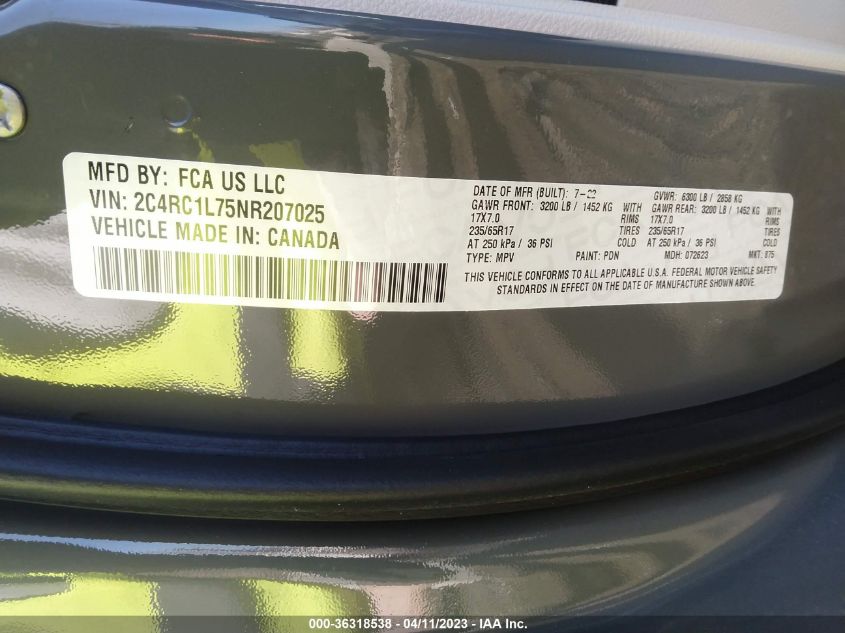 MFD BY: FCA US LLC
VIN: 2C4RC1L75NR207025
VEHICLE MADE IN: CANADA
DATE OF MFR (BUILT): 7-22 GVWR: 6300 LB / 2858 KG
GAWR FRONT: 3200 LB / 1452 KG WITH GAWR REAR: 3200 LB / 1452 KG WITH
17X7.0 RIMS 17X7.0 RIMS
235/65R17 TIRES 235/65R17 TIRES
AT 250 kPa / 36 PSI COLD AT 250 kPa / 36 PSI COLD
TYPE: MPV PAINT: PDN MDH: 072623 MKT: 875
THIS VEHICLE CONFORMS TO ALL APPLICABLE U.S.A. FEDERAL MOTOR VEHICLE SAFETY
STANDARDS IN EFFECT ON THE DATE OF MANUFACTURE SHOWN ABOVE.
000-36318538 - 04/11/2023 - IAA Inc.